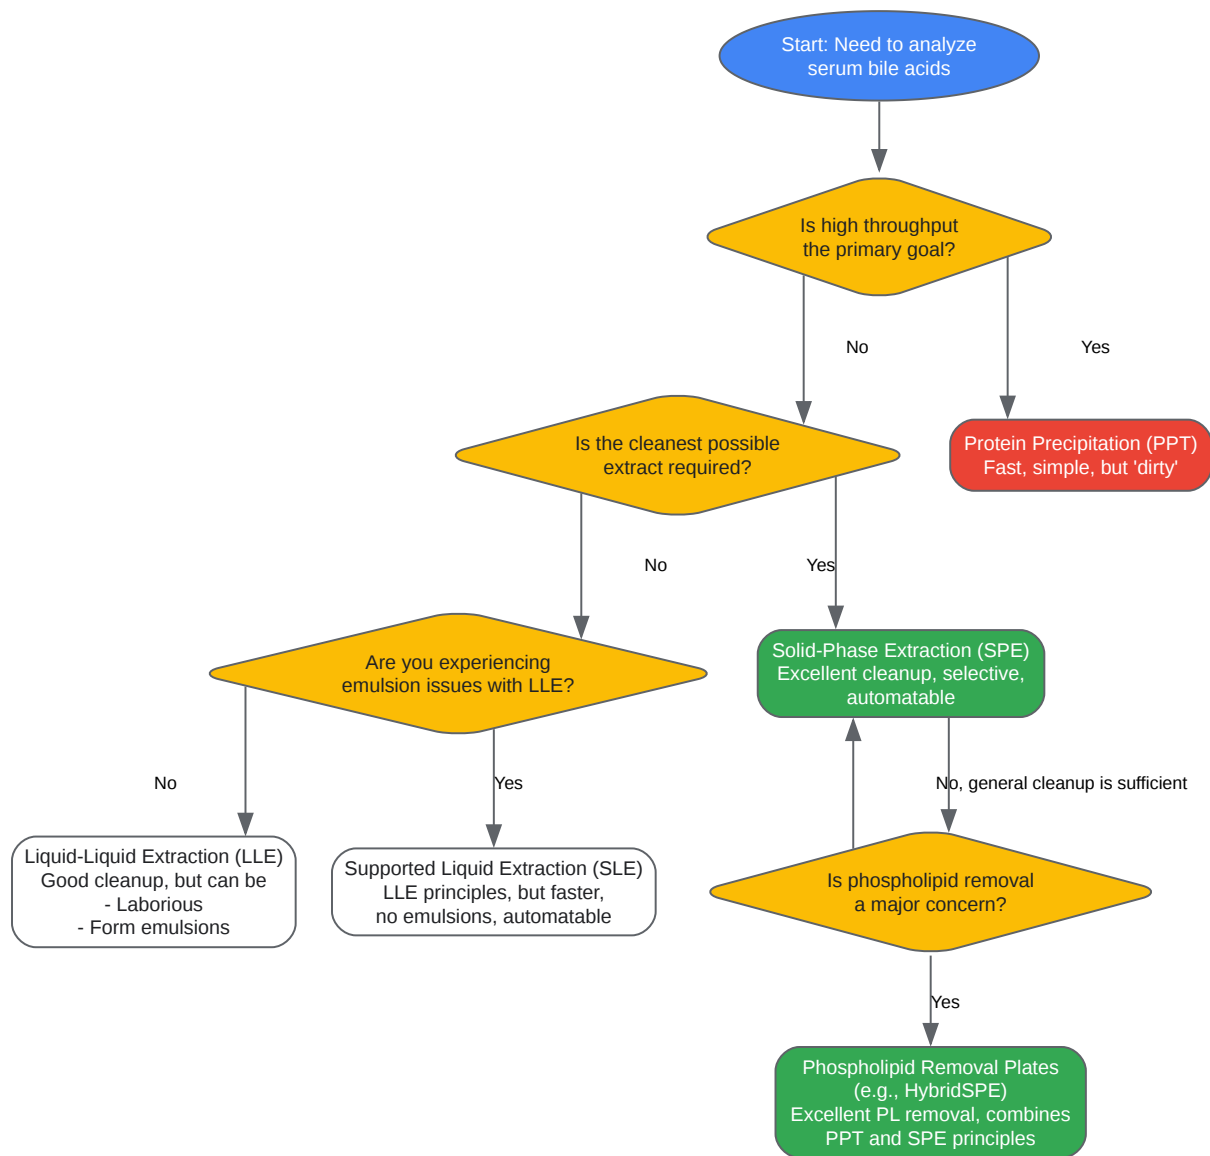 Start: Need to analyze
serum bile acids
Is high throughput
the primary goal?
No
Yes
Is the cleanest possible
extract required?
Protein Precipitation (PPT)
Fast, simple, but 'dirty'
No
Yes
Are you experiencing
emulsion issues with LLE?
Solid-Phase Extraction (SPE)
Excellent cleanup, selective,
automatable
No
Yes
No, general cleanup is sufficient
Liquid-Liquid Extraction (LLE)
Good cleanup, but can be
- Laborious
- Form emulsions
Supported Liquid Extraction (SLE)
LLE principles, but faster,
no emulsions, automatable
Is phospholipid removal
a major concern?
Yes
Phospholipid Removal Plates
(e.g., HybridSPE)
Excellent PL removal, combines
PPT and SPE principles